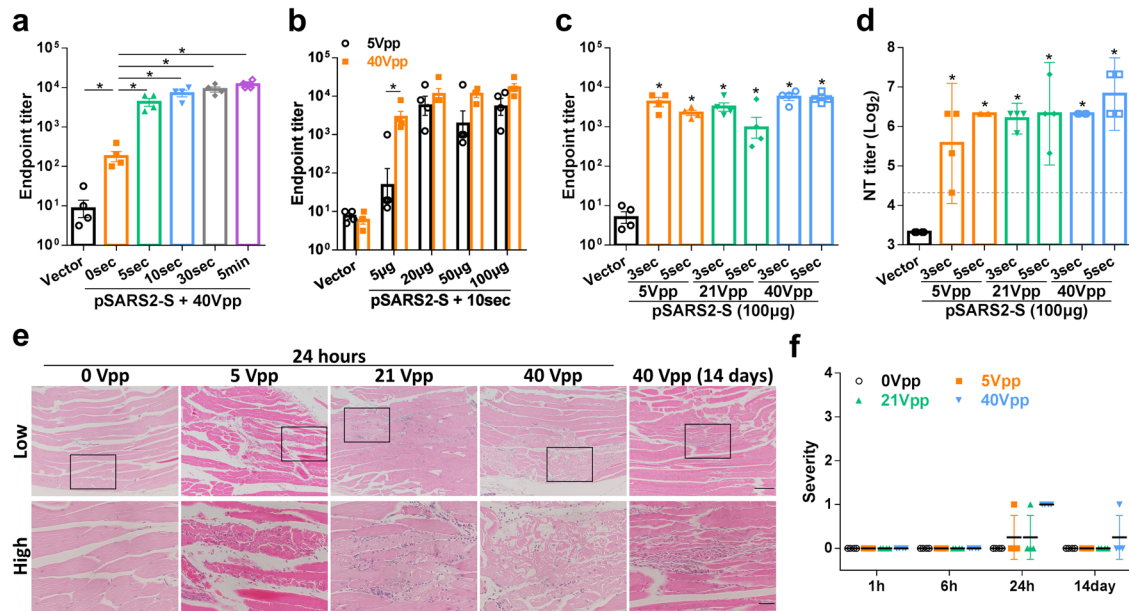 a
Endpoint titer
10⁵
10⁴
10³
10²
10¹
10⁰
* * * * *
Vector 0sec 5sec 10sec 30sec 5min
pSARS2-S + 40Vpp
b
5Vpp
40Vpp
Endpoint titer
10⁵
10⁴
10³
10²
10¹
10⁰
*
Vector 5µg 20µg 50µg 100µg
pSARS2-S + 10sec
c
Endpoint titer
10⁵
10⁴
10³
10²
10¹
10⁰
* * * * * *
Vector 3sec 5sec 3sec 5sec 3sec 5sec
5Vpp 21Vpp 40Vpp
pSARS2-S (100µg)
d
NT titer (Log₂)
8
7
6
5
4
3
* * * * * *
Vector 3sec 5sec 3sec 5sec 3sec 5sec
5Vpp 21Vpp 40Vpp
pSARS2-S (100µg)
e
24 hours
0 Vpp 5 Vpp 21 Vpp 40 Vpp 40 Vpp (14 days)
Low
High
f
0Vpp 5Vpp
21Vpp 40Vpp
Severity
4
3
2
1
0
1h 6h 24h 14day